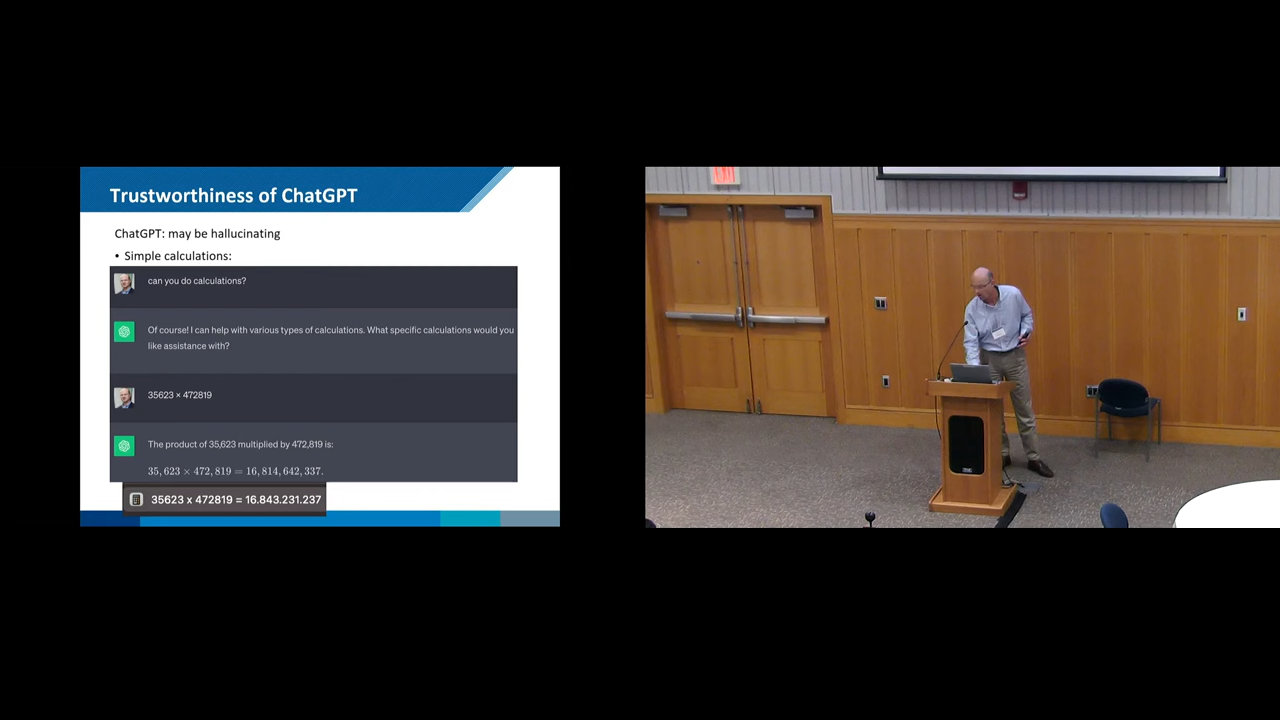 Trustworthiness of ChatGPT
ChatGPT: may be hallucinating
• Simple calculations:
can you do calculations?
Of course! I can help with various types of calculations. What specific calculations would you
like assistance with?
35623 × 472819
The product of 35,623 multiplied by 472,819 is:
35, 623 × 472, 819 = 16, 814, 642, 337.
35623 x 472819 = 16.843.231.237